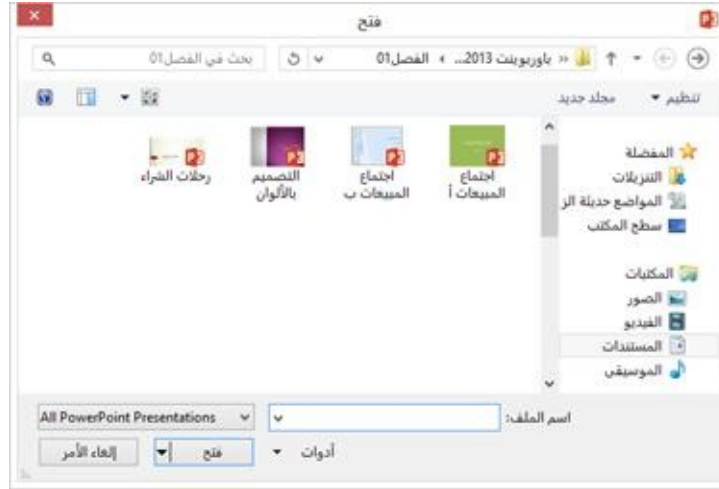 فتح
« باوربوينت 2013... ‹ الفصل01
بحث في الفصل01
تنظيم
مجلد جديد
المفضلة
التنزيلات
المواضع حديثة الز
سطح المكتب
المكتبات
الصور
الفيديو
المستندات
الموسيقى
اجتماع
المبيعات أ
اجتماع
المبيعات ب
التصميم
بالألوان
رحلات الشراء
اسم الملف:
All PowerPoint Presentations
أدوات
فتح
إلغاء الأمر